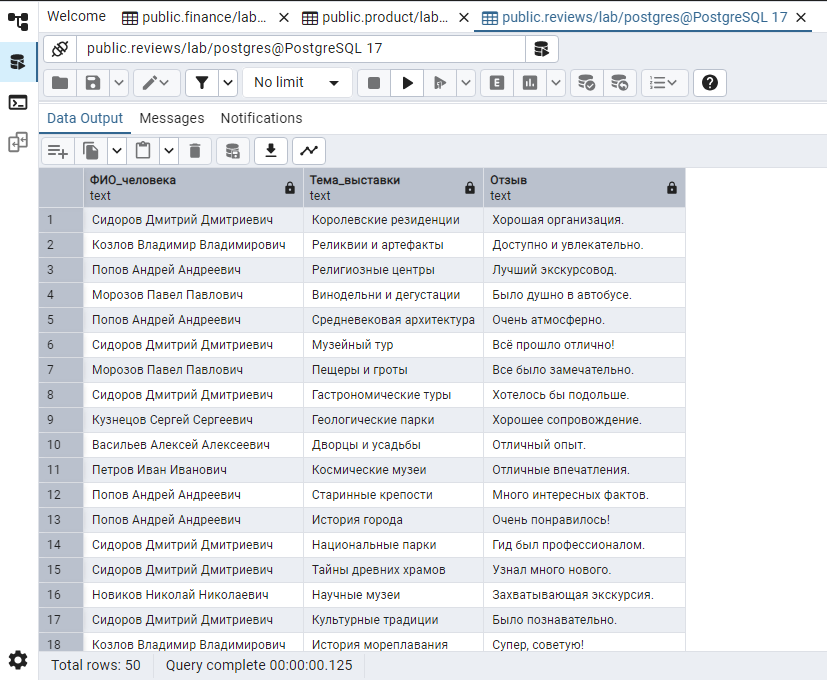 Welcome public.finance/lab... public.product/lab... public.reviews/lab/postgres@PostgreSQL 17
public.reviews/lab/postgres@PostgreSQL 17
No limit E
Data Output Messages Notifications
ФИО_человека text Тема_выставки text Отзыв text
1 Сидоров Дмитрий Дмитриевич Королевские резиденции Хорошая организация.
2 Козлов Владимир Владимирович Реликвии и артефакты Доступно и увлекательно.
3 Попов Андрей Андреевич Религиозные центры Лучший экскурсовод.
4 Морозов Павел Павлович Винодельни и дегустации Было душно в автобусе.
5 Попов Андрей Андреевич Средневековая архитектура Очень атмосферно.
6 Сидоров Дмитрий Дмитриевич Музейный тур Всё прошло отлично!
7 Морозов Павел Павлович Пещеры и гроты Все было замечательно.
8 Сидоров Дмитрий Дмитриевич Гастрономические туры Хотелось бы подольше.
9 Кузнецов Сергей Сергеевич Геологические парки Хорошее сопровождение.
10 Васильев Алексей Алексеевич Дворцы и усадьбы Отличный опыт.
11 Петров Иван Иванович Космические музеи Отличные впечатления.
12 Попов Андрей Андреевич Старинные крепости Много интересных фактов.
13 Попов Андрей Андреевич История города Очень понравилось!
14 Сидоров Дмитрий Дмитриевич Национальные парки Гид был профессионалом.
15 Сидоров Дмитрий Дмитриевич Тайны древних храмов Узнал много нового.
16 Новиков Николай Николаевич Научные музеи Захватывающая экскурсия.
17 Сидоров Дмитрий Дмитриевич Культурные традиции Было познавательно.
18 Козлов Владимир Владимирович История мореплавания Супер, советую!
Total rows: 50 Query complete 00:00:00.125